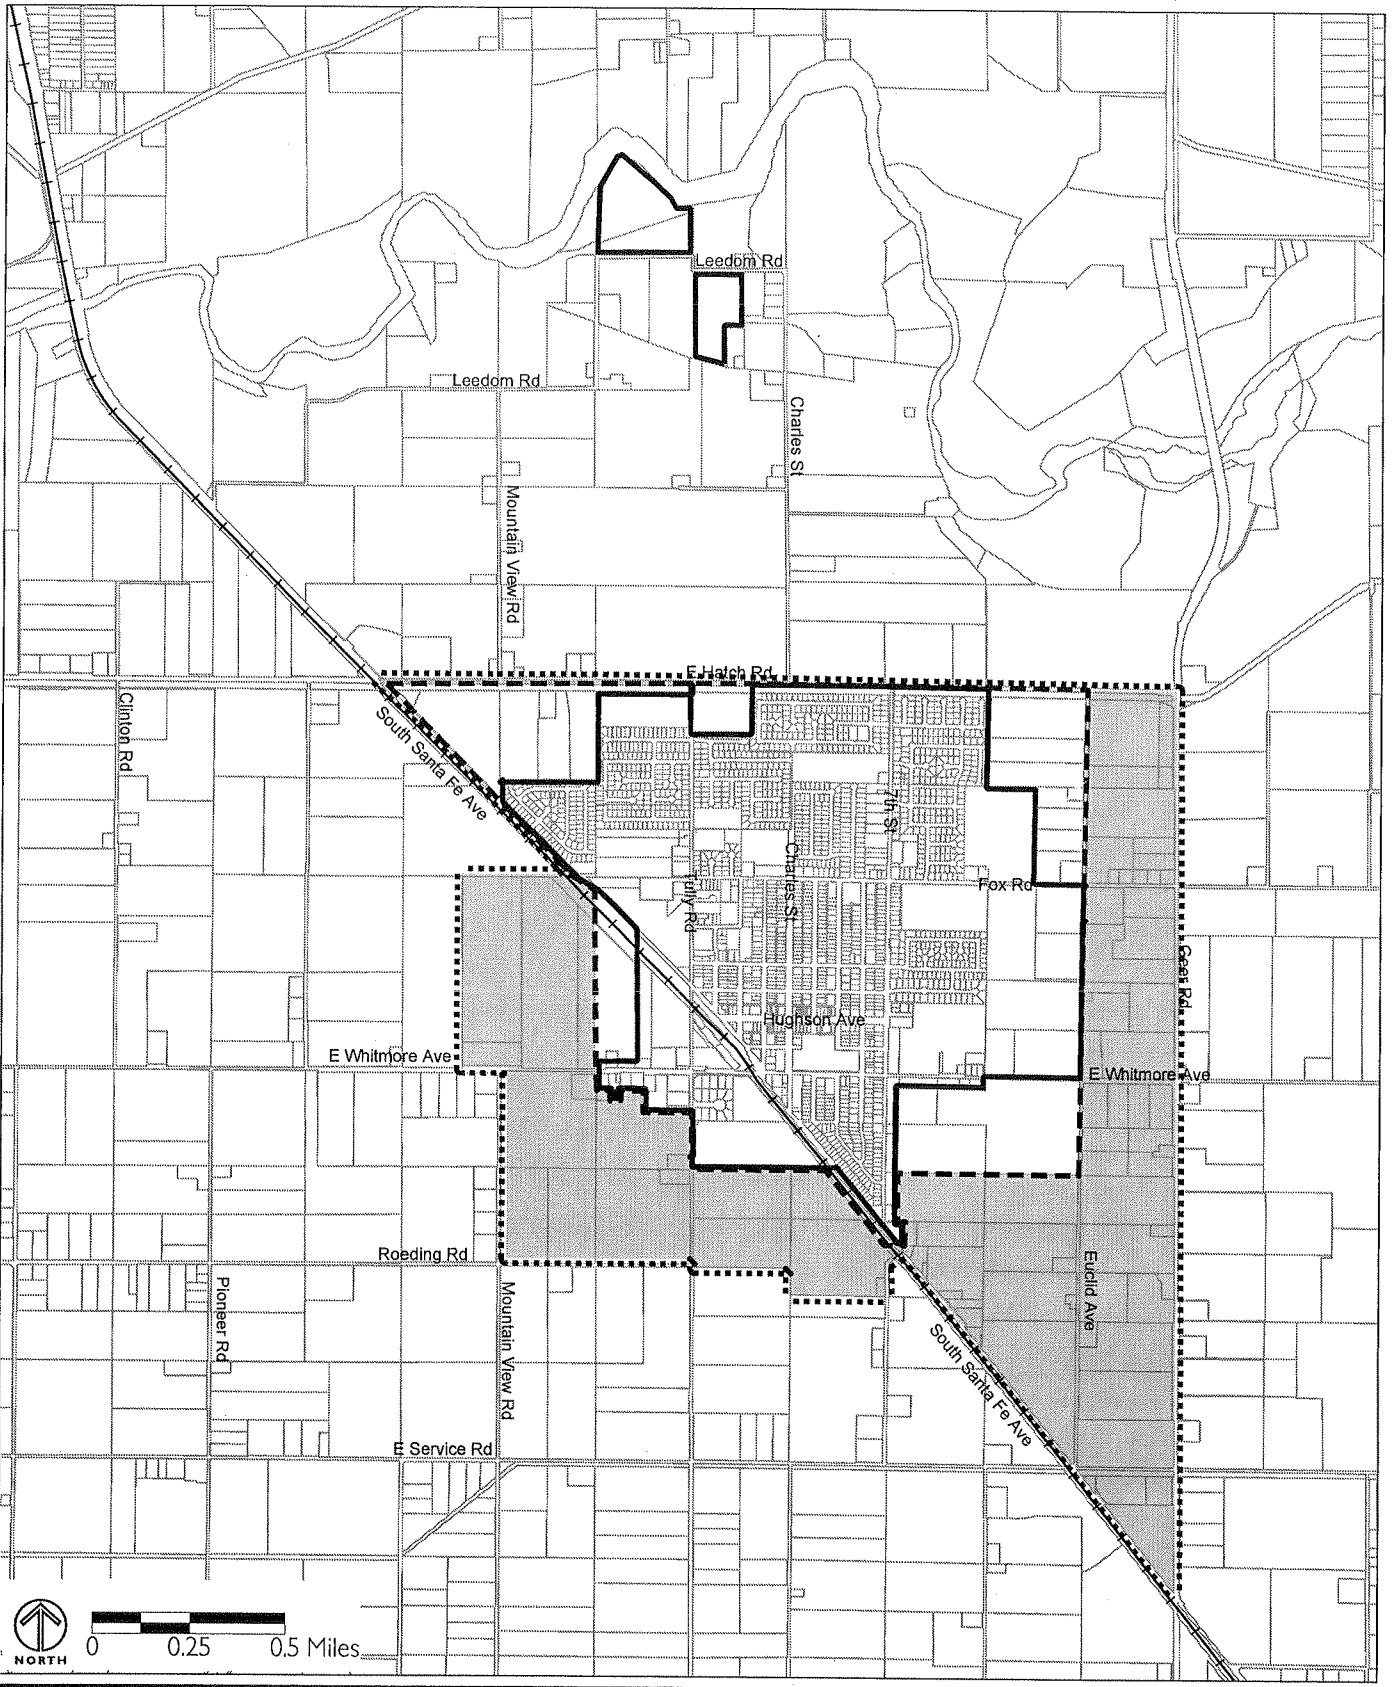 Leedom Rd
Leedom Rd
Charles St
Mountain View Rd
E Hatch Rd
Clinton Rd
South Santa Fe Ave
7th St
Charles St
Tully Rd
Fox Rd
Geer Rd
Hughson Ave
E Whitmore Ave
E Whitmore Ave
Roeding Rd
Euclid Ave
Pioneer Rd
Mountain View Rd
South Santa Fe Ave
E Service Rd
NORTH
0 0.25 0.5 Miles